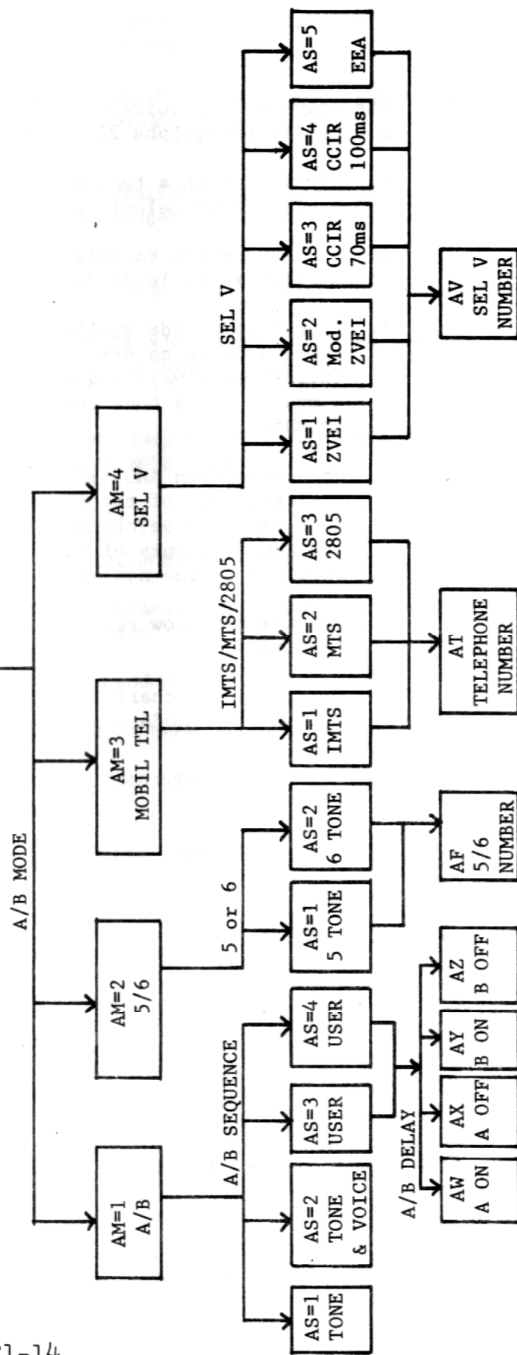 A/B MODE
AM=1
A/B
AM=2
5/6
AM=3
MOBIL TEL
AM=4
SEL V
A/B SEQUENCE
5 or 6
IMTS/MTS/2805
SEL V
AS=1
TONE
AS=2
TONE
& VOICE
AS=3
USER
AS=4
USER
AS=1
5 TONE
AS=2
6 TONE
AS=1
IMTS
AS=2
MTS
AS=3
2805
AS=1
ZVEI
AS=2
Mod.
ZVEI
AS=3
CCIR
70ms
AS=4
CCIR
100ms
AS=5
EEA
A/B DELAY
AW
A ON
AX
A OFF
AY
B ON
AZ
B OFF
AF
5/6
NUMBER
AT
TELEPHONE
NUMBER
AV
SEL V
NUMBER
1-14